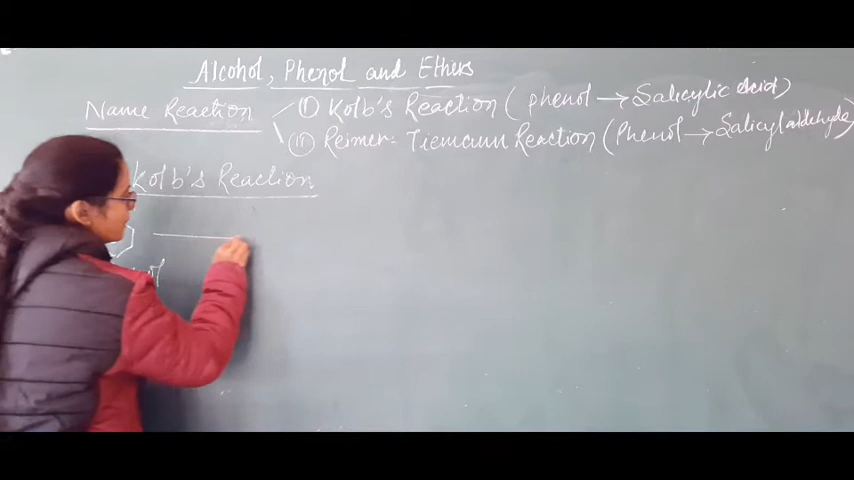 Alcohol, Phenol and Ethers
Name Reaction
(i) Kolb's Reaction (phenol → Salicylic acid)
(ii) Reimer-Tiemann Reaction (Phenol → Salicylaldehyde)
Kolb's Reaction